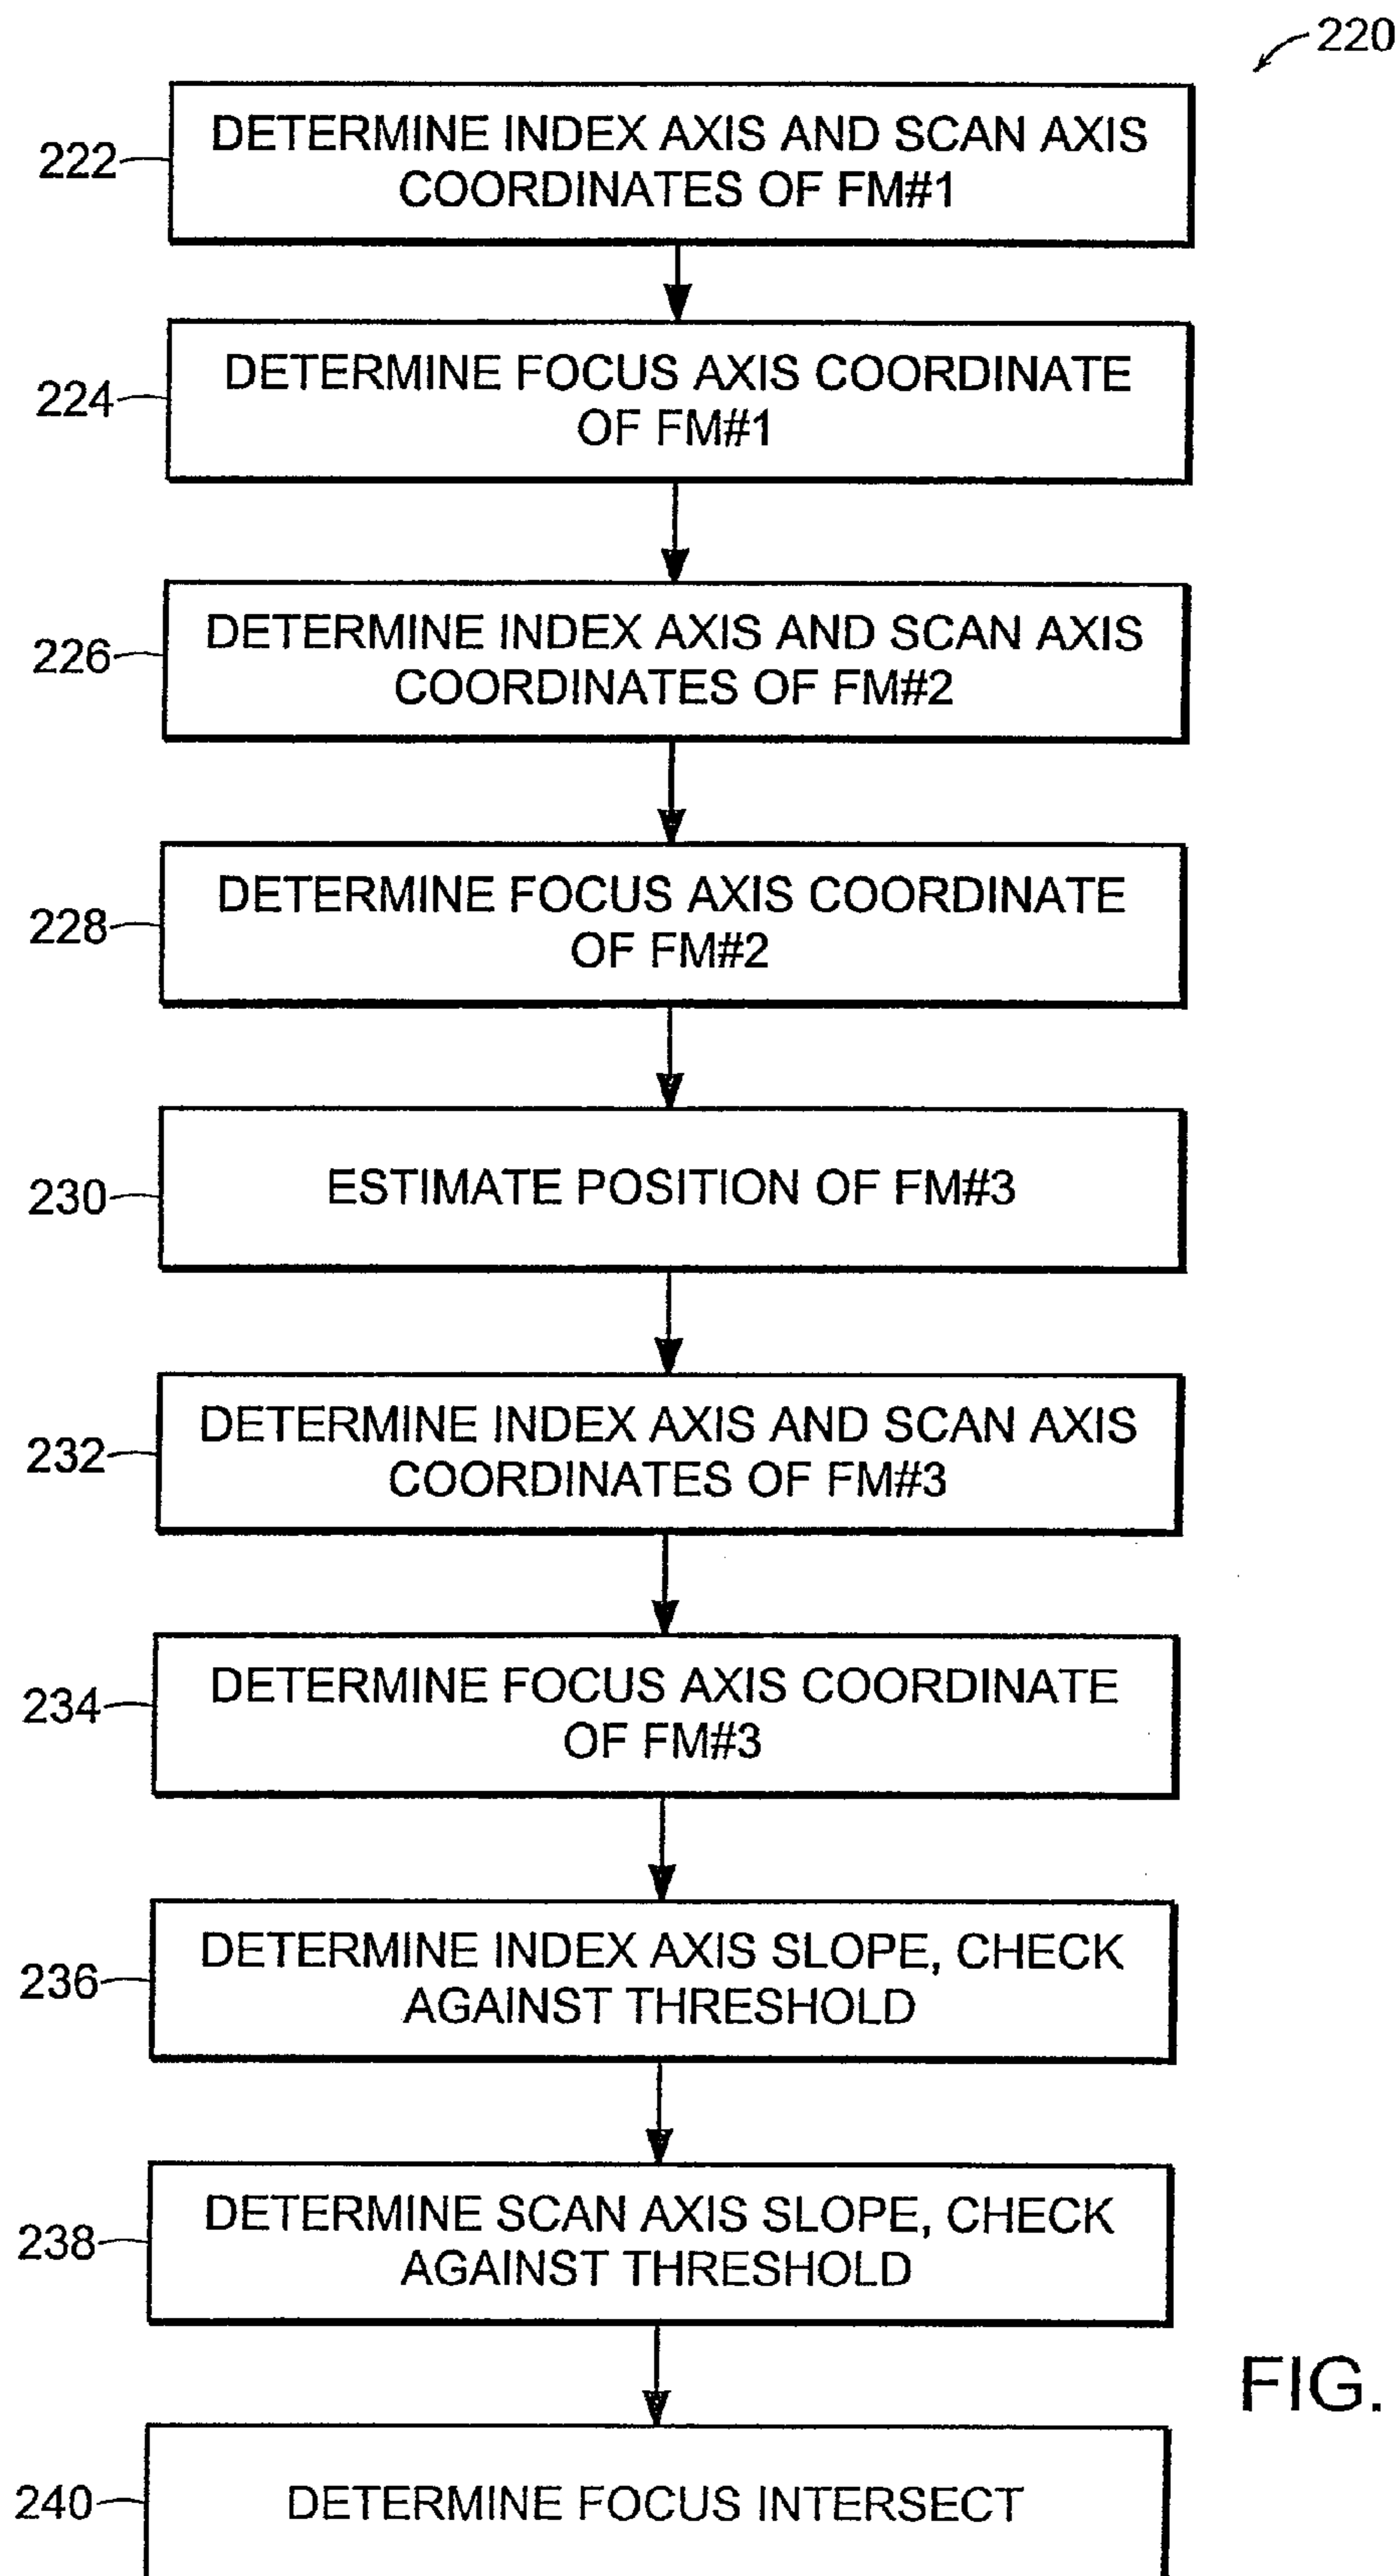 220
222
DETERMINE INDEX AXIS AND SCAN AXIS
COORDINATES OF FM#1
224
DETERMINE FOCUS AXIS COORDINATE
OF FM#1
226
DETERMINE INDEX AXIS AND SCAN AXIS
COORDINATES OF FM#2
228
DETERMINE FOCUS AXIS COORDINATE
OF FM#2
230
ESTIMATE POSITION OF FM#3
232
DETERMINE INDEX AXIS AND SCAN AXIS
COORDINATES OF FM#3
234
DETERMINE FOCUS AXIS COORDINATE
OF FM#3
236
DETERMINE INDEX AXIS SLOPE, CHECK
AGAINST THRESHOLD
238
DETERMINE SCAN AXIS SLOPE, CHECK
AGAINST THRESHOLD
FIG.
240
DETERMINE FOCUS INTERSECT